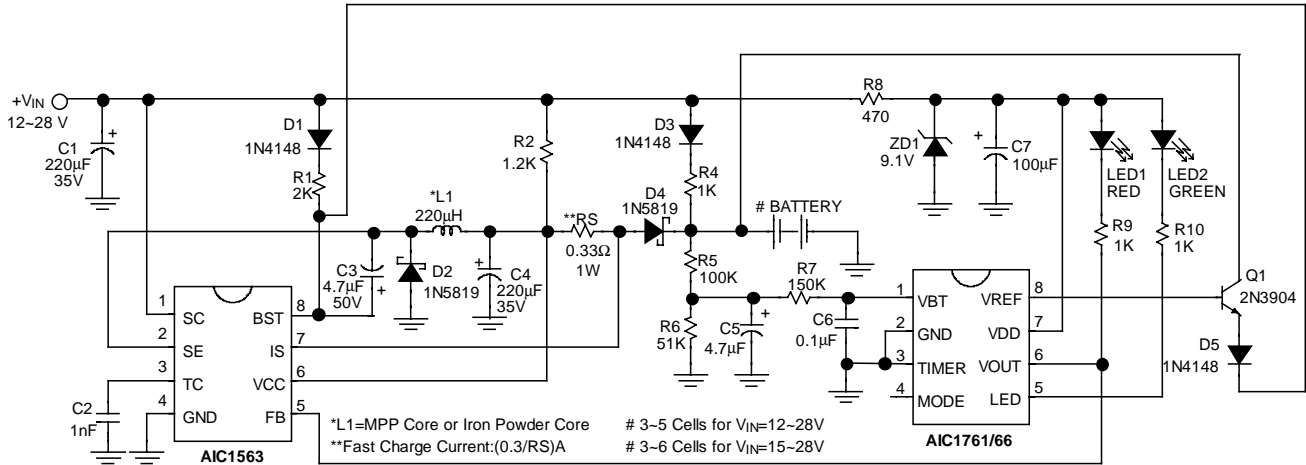 +VIN
12~28 V
C1
220μF
35V
D1
1N4148
R1
2K
R2
1.2K
D3
1N4148
R4
1K
R8
470
ZD1
9.1V
C7
100μF
LED1
RED
LED2
GREEN
*L1
220μH
**RS
0.33Ω
1W
D4
1N5819
# BATTERY
R9
1K
R10
1K
C3
4.7μF
50V
D2
1N5819
C4
220μF
35V
R5
100K
R7
150K
R6
51K
C5
4.7μF
C6
0.1μF
Q1
2N3904
D5
1N4148
1 SC BST 8
2 SE IS 7
3 TC VCC 6
4 GND FB 5
AIC1563
C2
1nF
1 VBT VREF 8
2 GND VDD 7
3 TIMER VOUT 6
4 MODE LED 5
AIC1761/66
*L1=MPP Core or Iron Powder Core
# 3~5 Cells for VIN=12~28V
**Fast Charge Current:(0.3/RS)A
# 3~6 Cells for VIN=15~28V